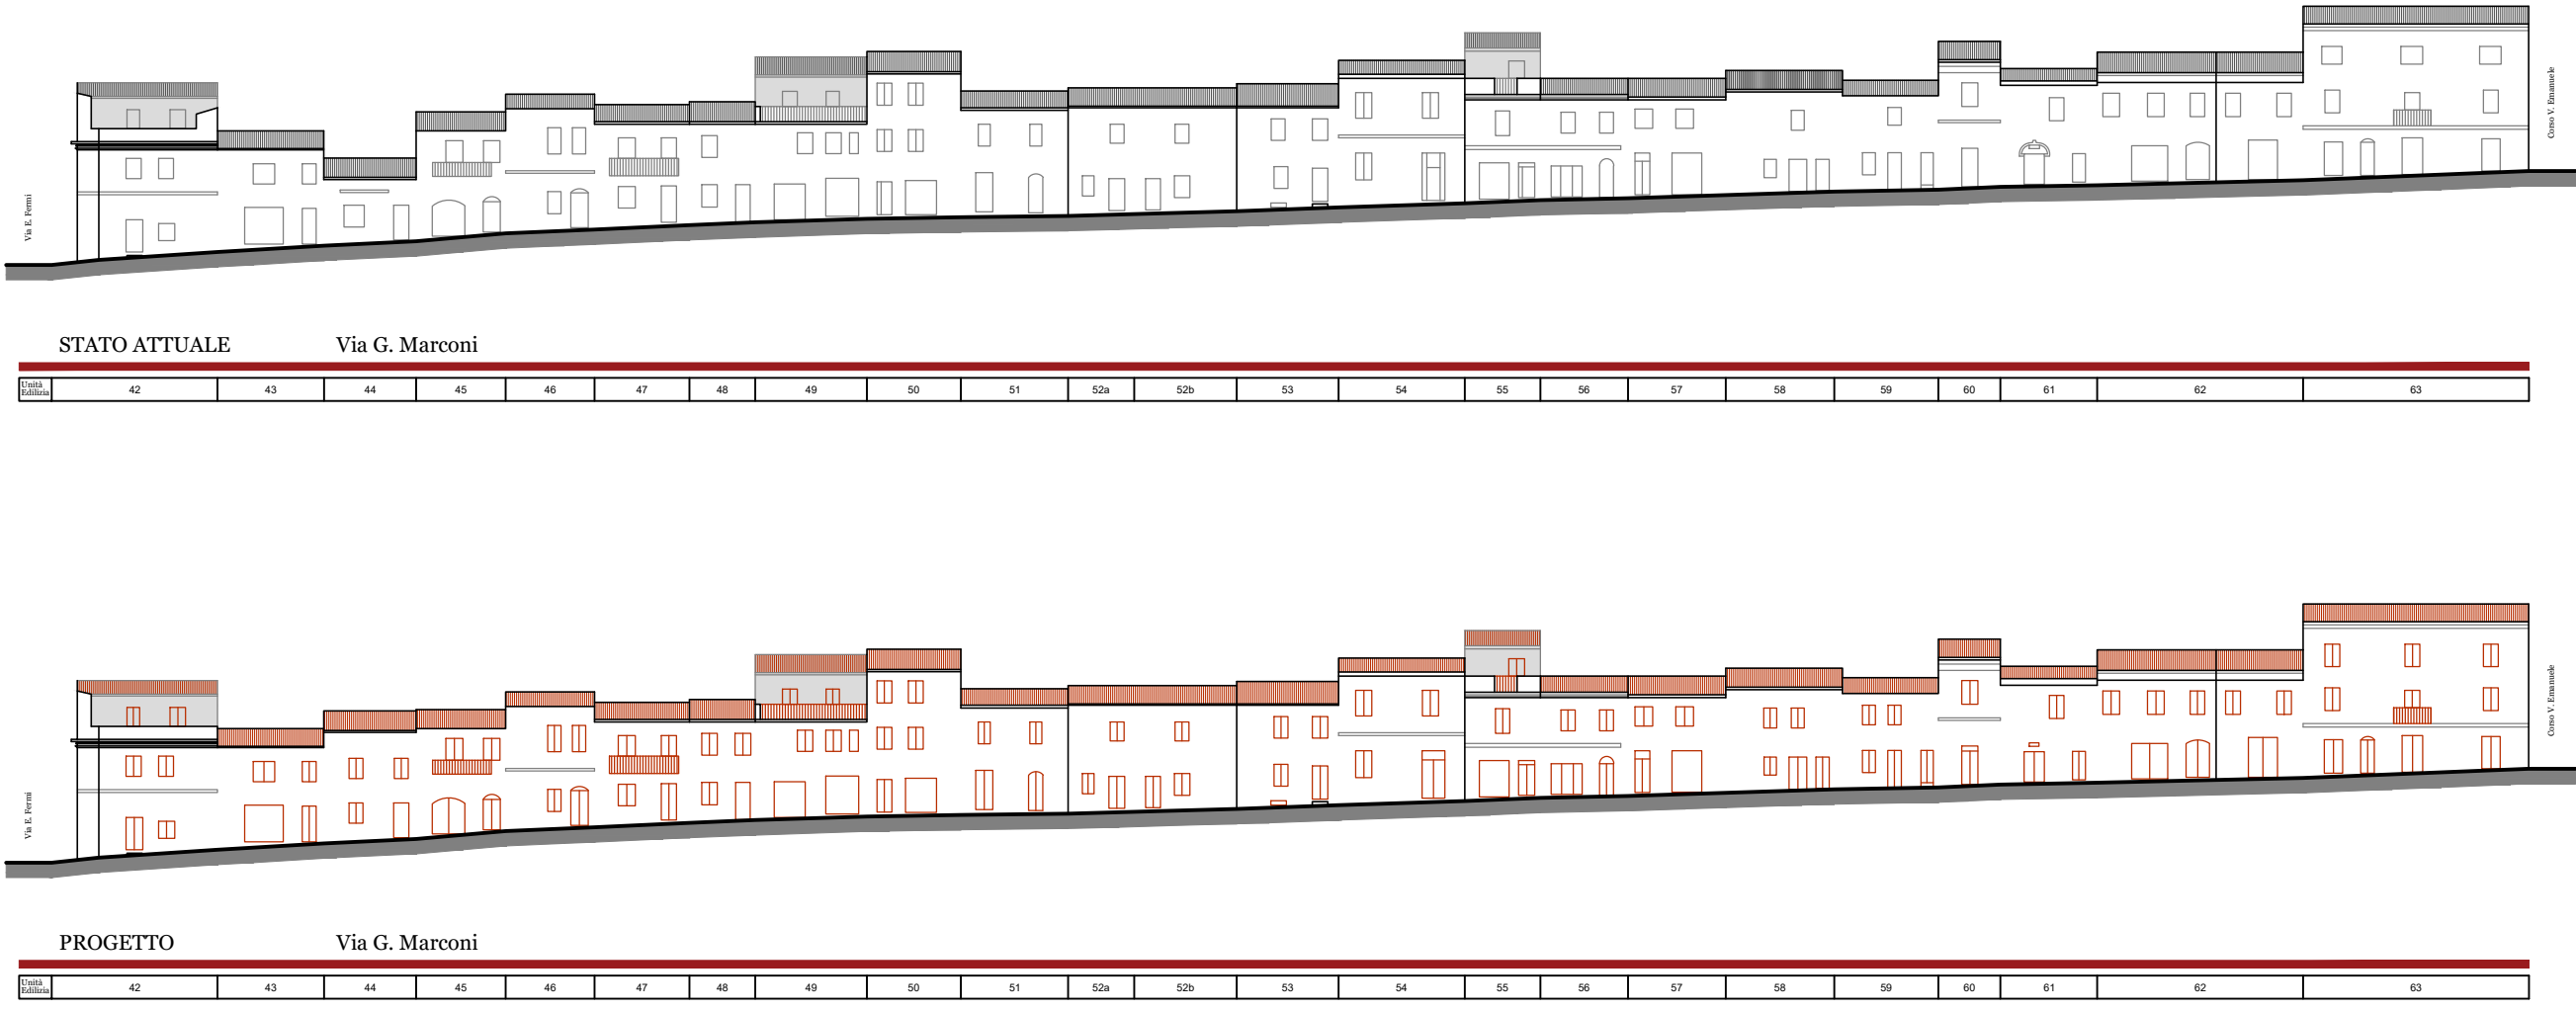 Via E. Fermi
Corso V. Emanuele
STATO ATTUALE Via G. Marconi
Unità
Edilizia 42 43 44 45 46 47 48 49 50 51 52a 52b 53 54 55 56 57 58 59 60 61 62 63
Via E. Fermi
Corso V. Emanuele
PROGETTO Via G. Marconi
Unità
Edilizia 42 43 44 45 46 47 48 49 50 51 52a 52b 53 54 55 56 57 58 59 60 61 62 63